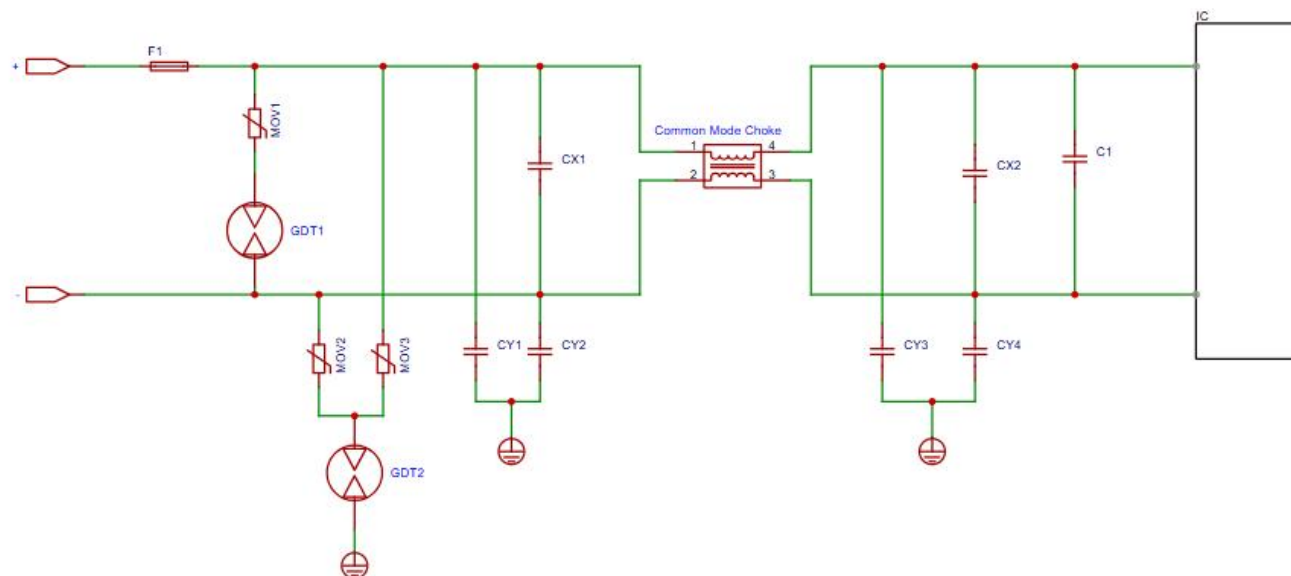 IC
F1
+
MOV1
Common Mode Choke
1
4
2
3
CX1
CX2
C1
GDT1
-
MOV2
MOV3
CY1
CY2
CY3
CY4
GDT2